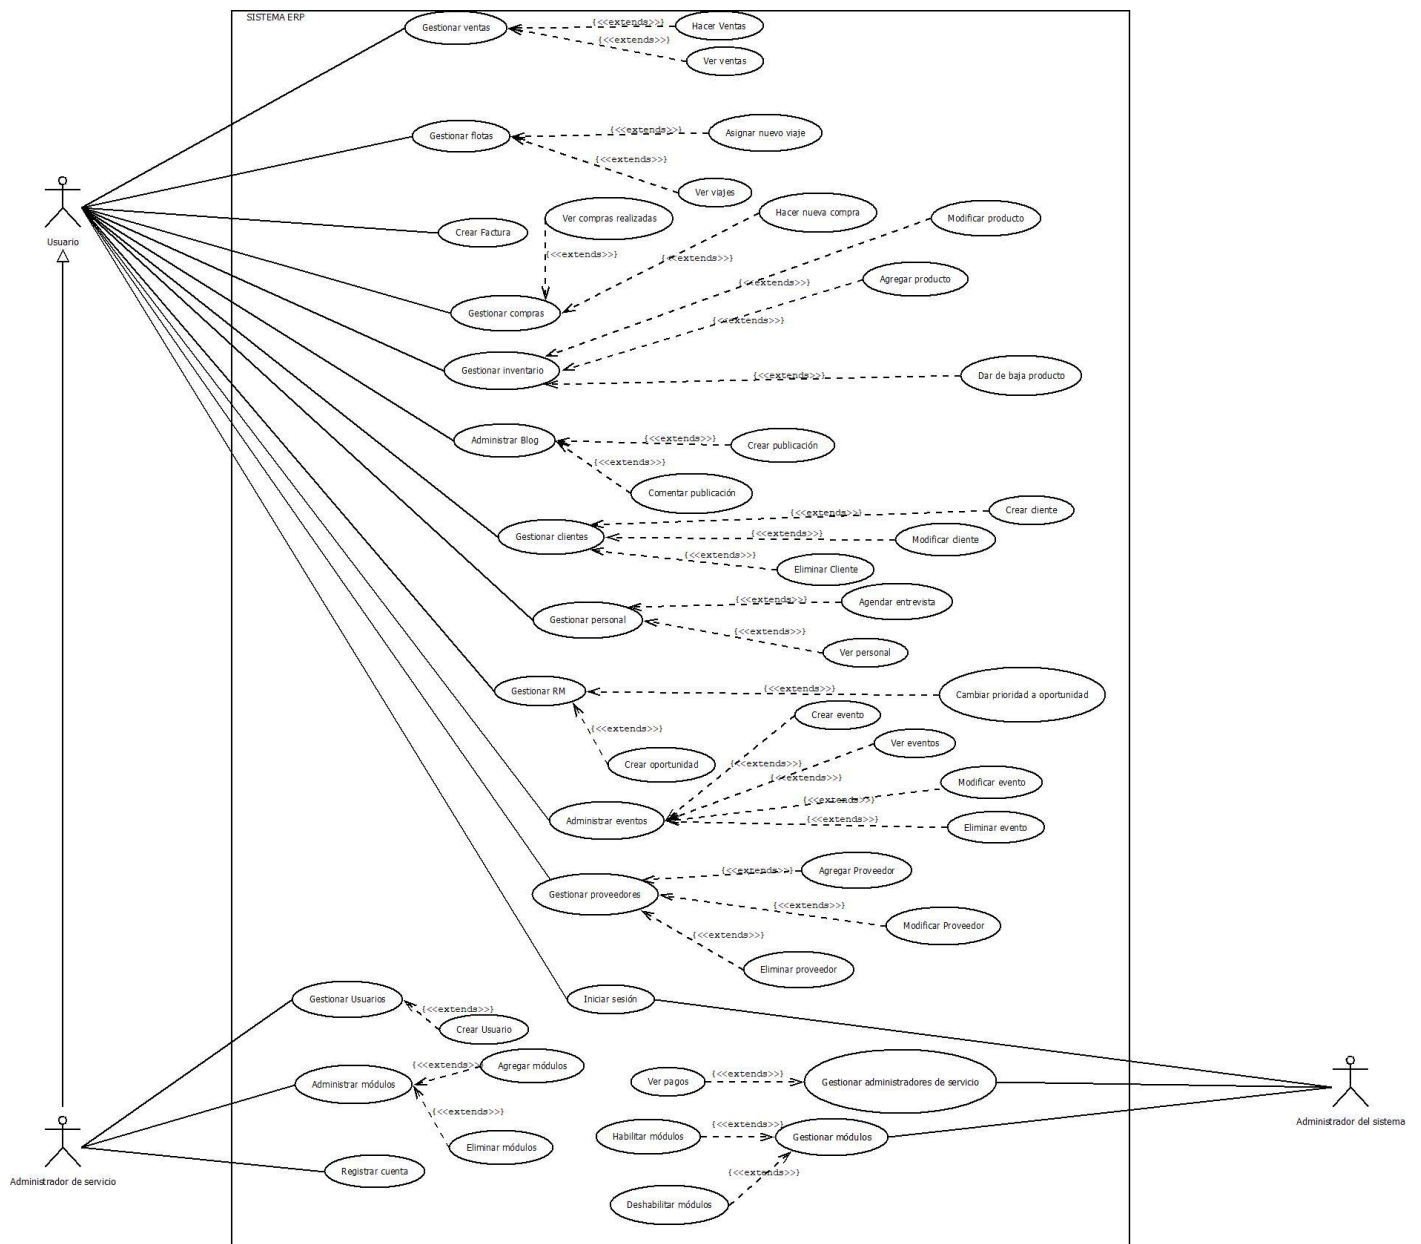 SISTEMA ERP
Gestionar ventas
{<<extends>>}
Hacer Ventas
{<<extends>>}
Ver ventas
Gestionar flotas
{<<extends>>}
Asignar nuevo viaje
{<<extends>>}
Ver viajes
Usuario
Crear Factura
Ver compras realizadas
Hacer nueva compra
Modificar producto
{<<extends>>}
{<<extends>>}
{<<extends>>}
Agregar producto
Gestionar compras
{<<extends>>}
Gestionar inventario
{<<extends>>}
Dar de baja producto
Administrar Blog
{<<extends>>}
Crear publicación
{<<extends>>}
Comentar publicación
Gestionar clientes
{<<extends>>}
Crear cliente
{<<extends>>}
Modificar cliente
{<<extends>>}
Eliminar Cliente
Gestionar personal
{<<extends>>}
Agendar entrevista
{<<extends>>}
Ver personal
Gestionar RM
{<<extends>>}
Cambiar prioridad a oportunidad
{<<extends>>}
Crear oportunidad
Crear evento
Ver eventos
{<<extends>>}
{<<extends>>}
Modificar evento
{<<extends>>}
Administrar eventos
{<<extends>>}
Eliminar evento
Gestionar proveedores
{<<extends>>}
Agregar Proveedor
{<<extends>>}
Modificar Proveedor
{<<extends>>}
Eliminar proveedor
Gestionar Usuarios
{<<extends>>}
Crear Usuario
Iniciar sesión
Administrar módulos
{<<extends>>}
Agregar módulos
{<<extends>>}
Eliminar módulos
Ver pagos
{<<extends>>}
Gestionar administradores de servicio
Administrador del sistema
Habilitar módulos
{<<extends>>}
Gestionar módulos
Administrador de servicio
Registrar cuenta
{<<extends>>}
Deshabilitar módulos